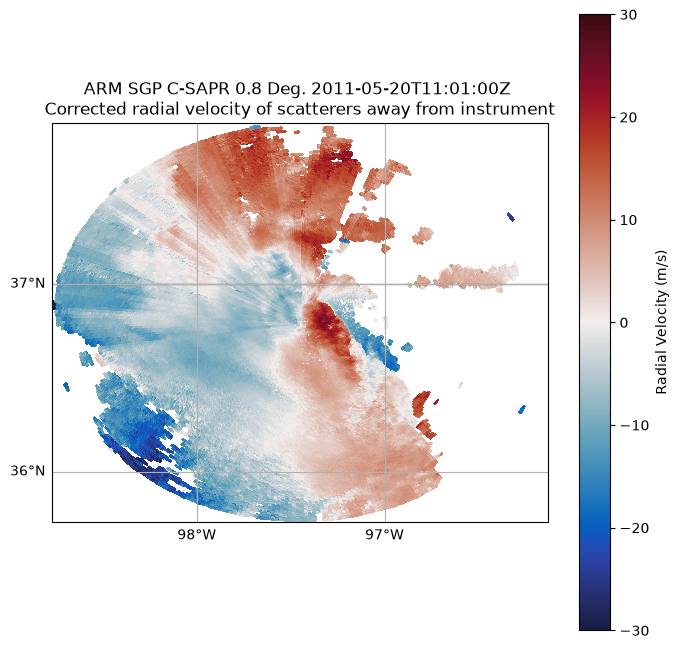 ARM SGP C-SAPR 0.8 Deg. 2011-05-20T11:01:00Z
Corrected radial velocity of scatterers away from instrument
37°N
36°N
98°W 97°W
30
20
10
0
−10
−20
−30
Radial Velocity (m/s)